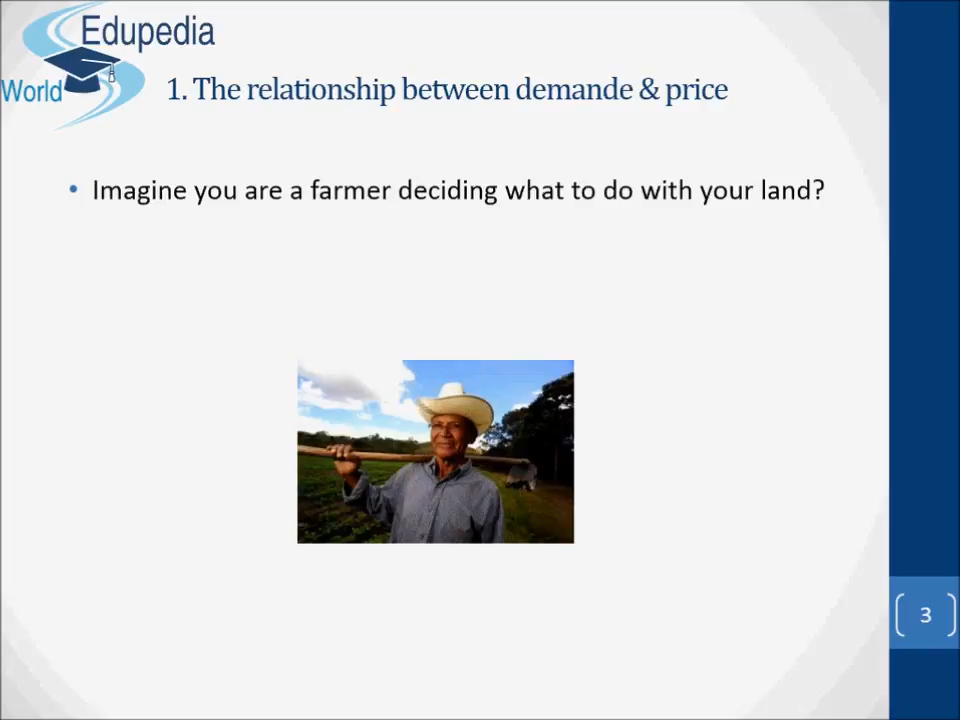 Edupedia
World
1. The relationship between demande & price
• Imagine you are a farmer deciding what to do with your land?
3